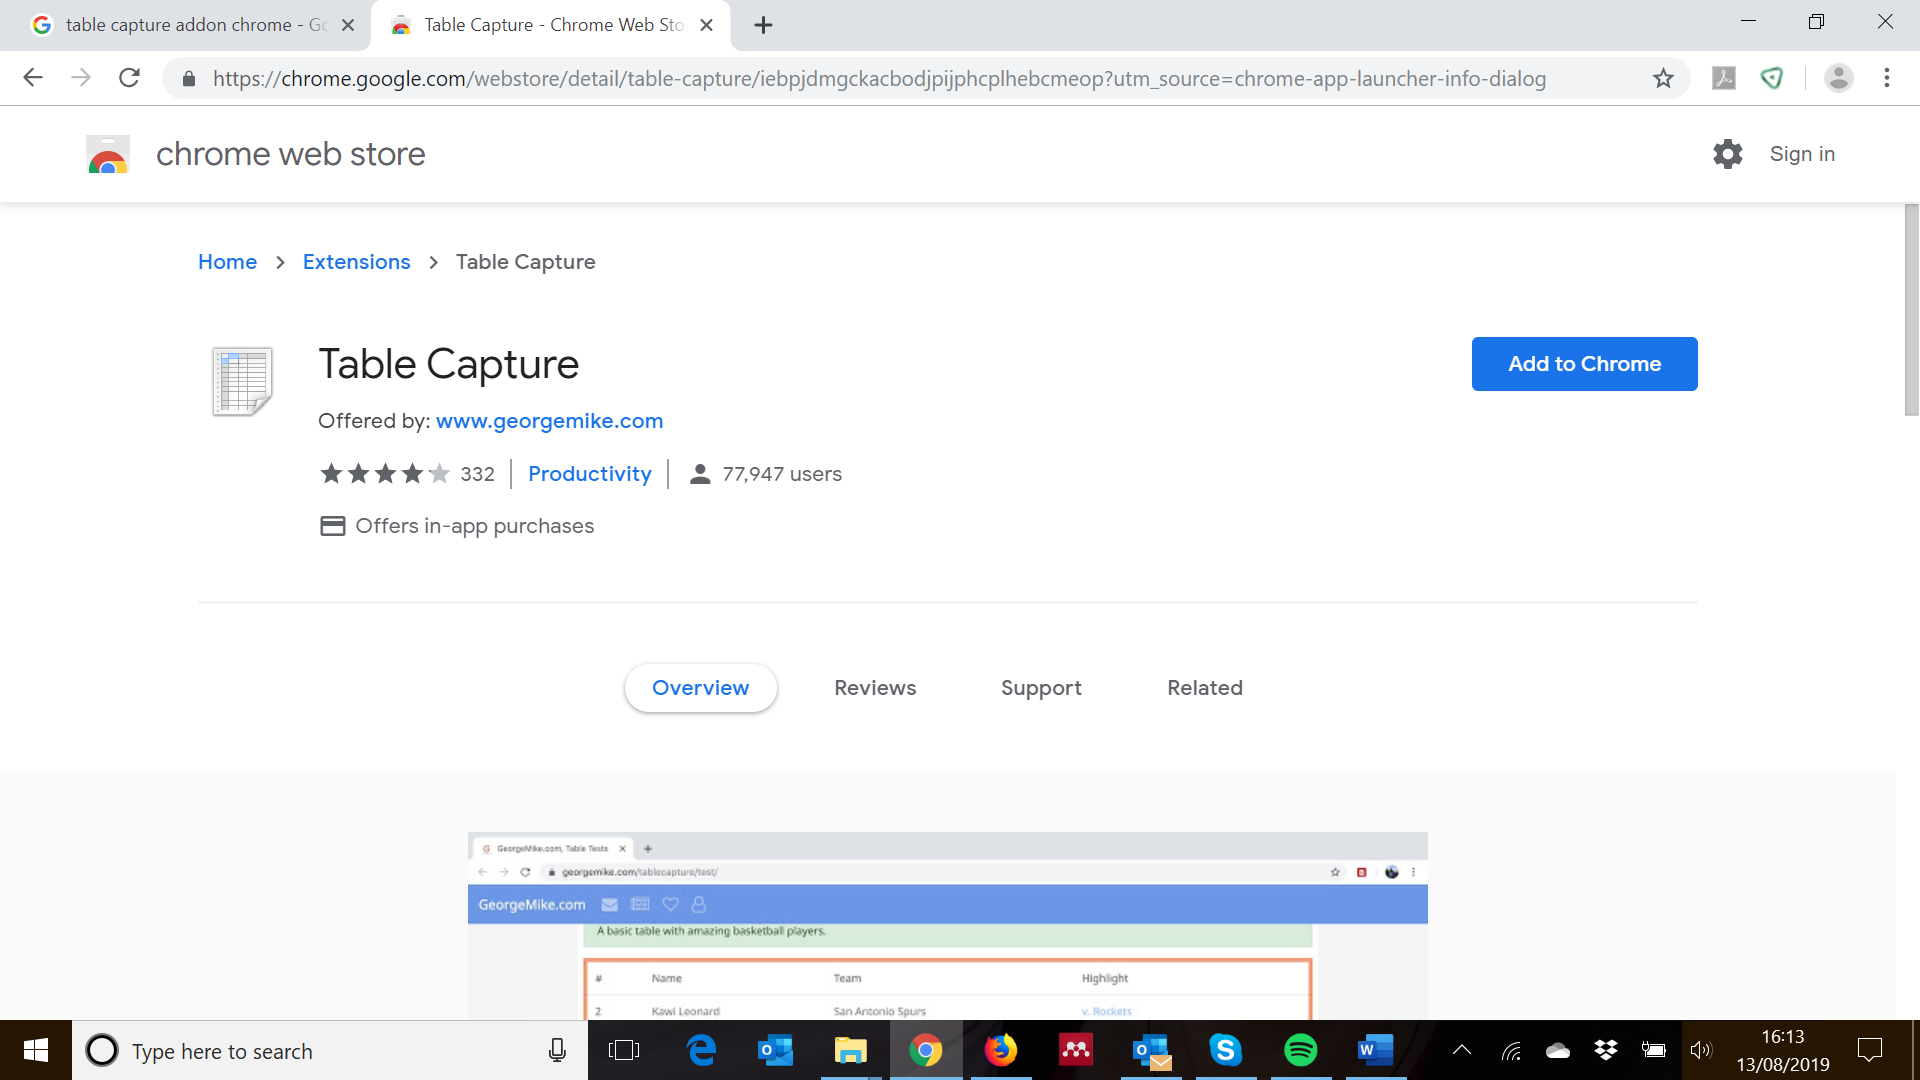 table capture addon chrome - Go
Table Capture - Chrome Web Sto
https://chrome.google.com/webstore/detail/table-capture/iebpjdmgckacbodjpijphcplhebcmeop?utm_source=chrome-app-launcher-info-dialog
chrome web store
Sign in
Home > Extensions > Table Capture
Table Capture
Add to Chrome
Offered by: www.georgemike.com
332 Productivity 77,947 users
Offers in-app purchases
Overview Reviews Support Related
GeorgeMike.com, Table Tests
georgemike.com/tablecapture/test/
GeorgeMike.com
A basic table with amazing basketball players.
# Name Team Highlight
2 Kawi Leonard San Antonio Spurs v. Rockets
Type here to search
16:13
13/08/2019